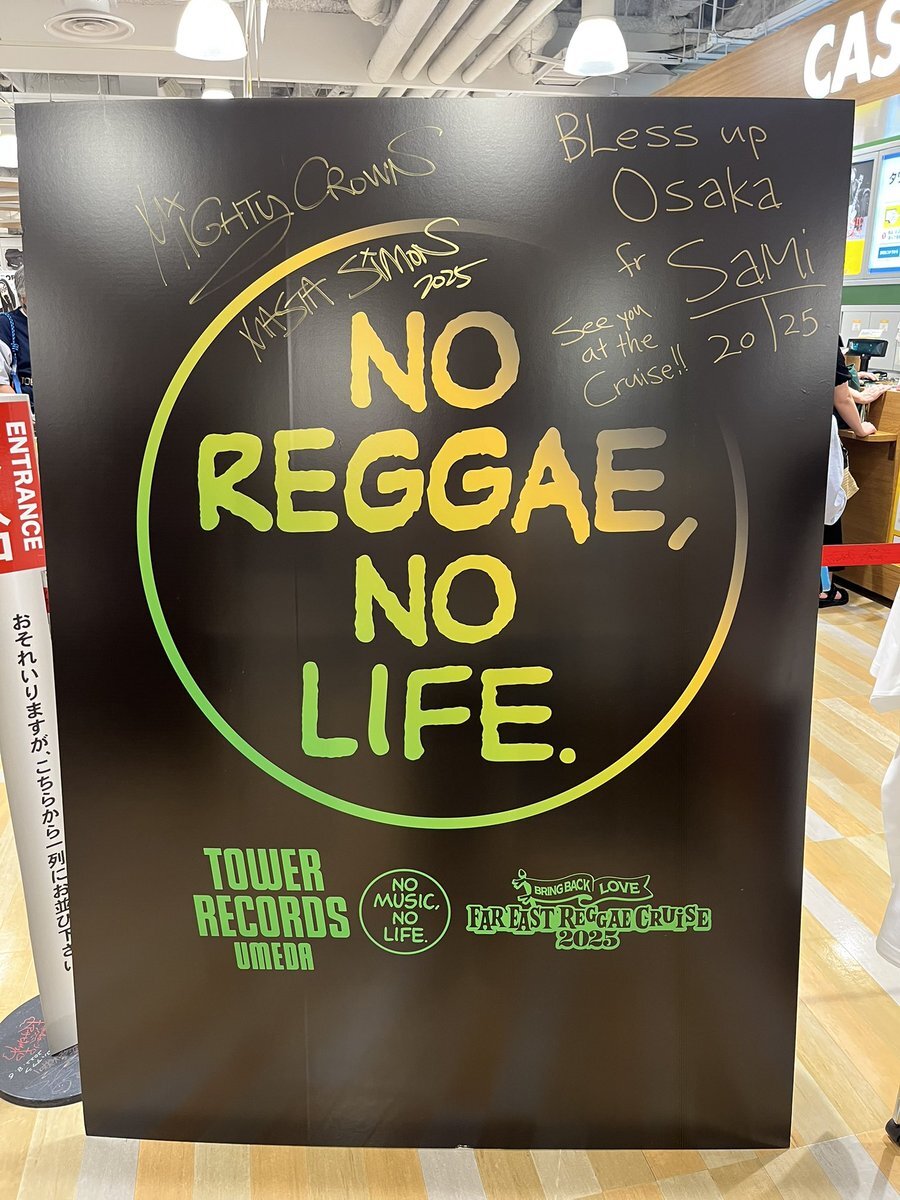 CAS
MIGHTY CROWN
MASTA SIMON
2025
BLess up
Osaka
fr SaMi
20/25
See you
at the
Cruise!!
NO
REGGAE,
NO
LIFE.
TOWER
RECORDS
UMEDA
NO
MUSIC,
NO
LIFE.
BRING BACK LOVE
FAR EAST REGGAE CRUISE
2025
ENTRANCE
おそれいりますが、こちらから一列にお並び下さい